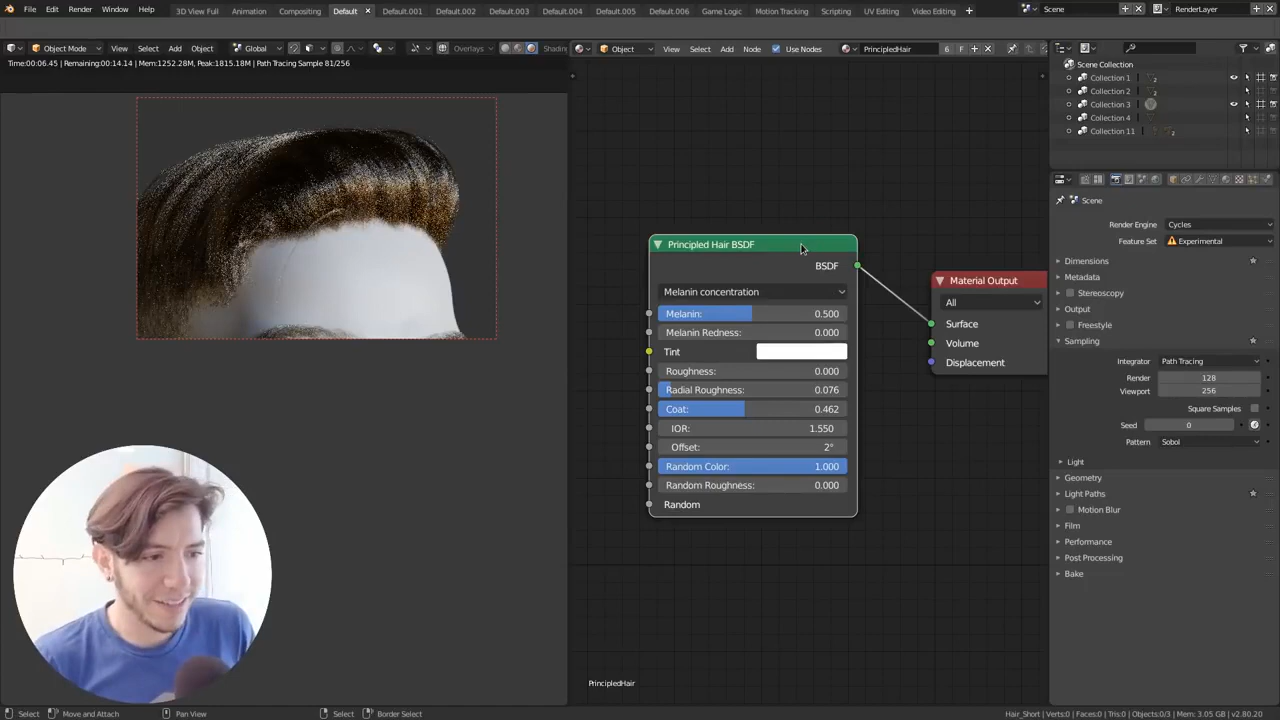 File Edit Render Window Help 3D View Full Animation Compositing Default Default.001 Default.002 Default.003 Default.004 Default.005 Default.006 Game Logic Motion Tracking Scripting UV Editing Video Editing Scene RenderLayer
Object Mode View Select Add Object Global Overlays Shading Object View Select Add Node Use Nodes PrincipledHair 6 F
Time:00:06.45 | Remaining:00:14.14 | Mem:1252.28M, Peak:1815.18M | Path Tracing Sample 81/256
Scene Collection
Collection 1
Collection 2
Collection 3
Collection 4
Collection 11
Scene
Render Engine Cycles
Feature Set Experimental
Dimensions
Metadata
Stereoscopy
Output
Freestyle
Sampling
Integrator Path Tracing
Render 128
Viewport 256
Square Samples
Seed 0
Pattern Sobol
Light
Geometry
Light Paths
Motion Blur
Film
Performance
Post Processing
Bake
Principled Hair BSDF
BSDF
Melanin concentration
Melanin: 0.500
Melanin Redness: 0.000
Tint
Roughness: 0.000
Radial Roughness: 0.076
Coat: 0.462
IOR: 1.550
Offset: 2°
Random Color: 1.000
Random Roughness: 0.000
Random
Material Output
All
Surface
Volume
Displacement
PrincipledHair
Select Move and Attach Pan View Select Border Select Hair_Short | Verts:0 | Faces:0 | Tris:0 | Objects:0/3 | Mem: 3.05 GB | v2.80.20